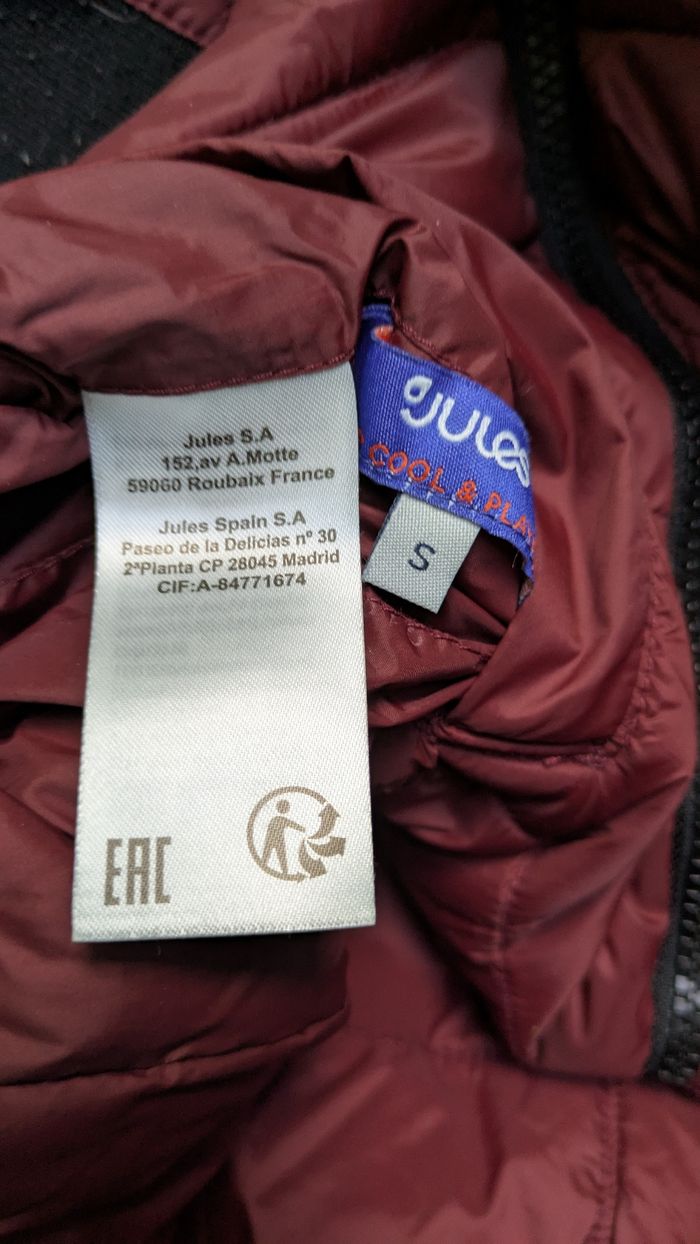 Jules S.A
152,av A.Motte
59060 Roubaix France
Jules Spain S.A
Paseo de la Delicias nº 30
2ªPlanta CP 28045 Madrid
CIF:A-84771674
EAC
Jules
COOL & PLA
S